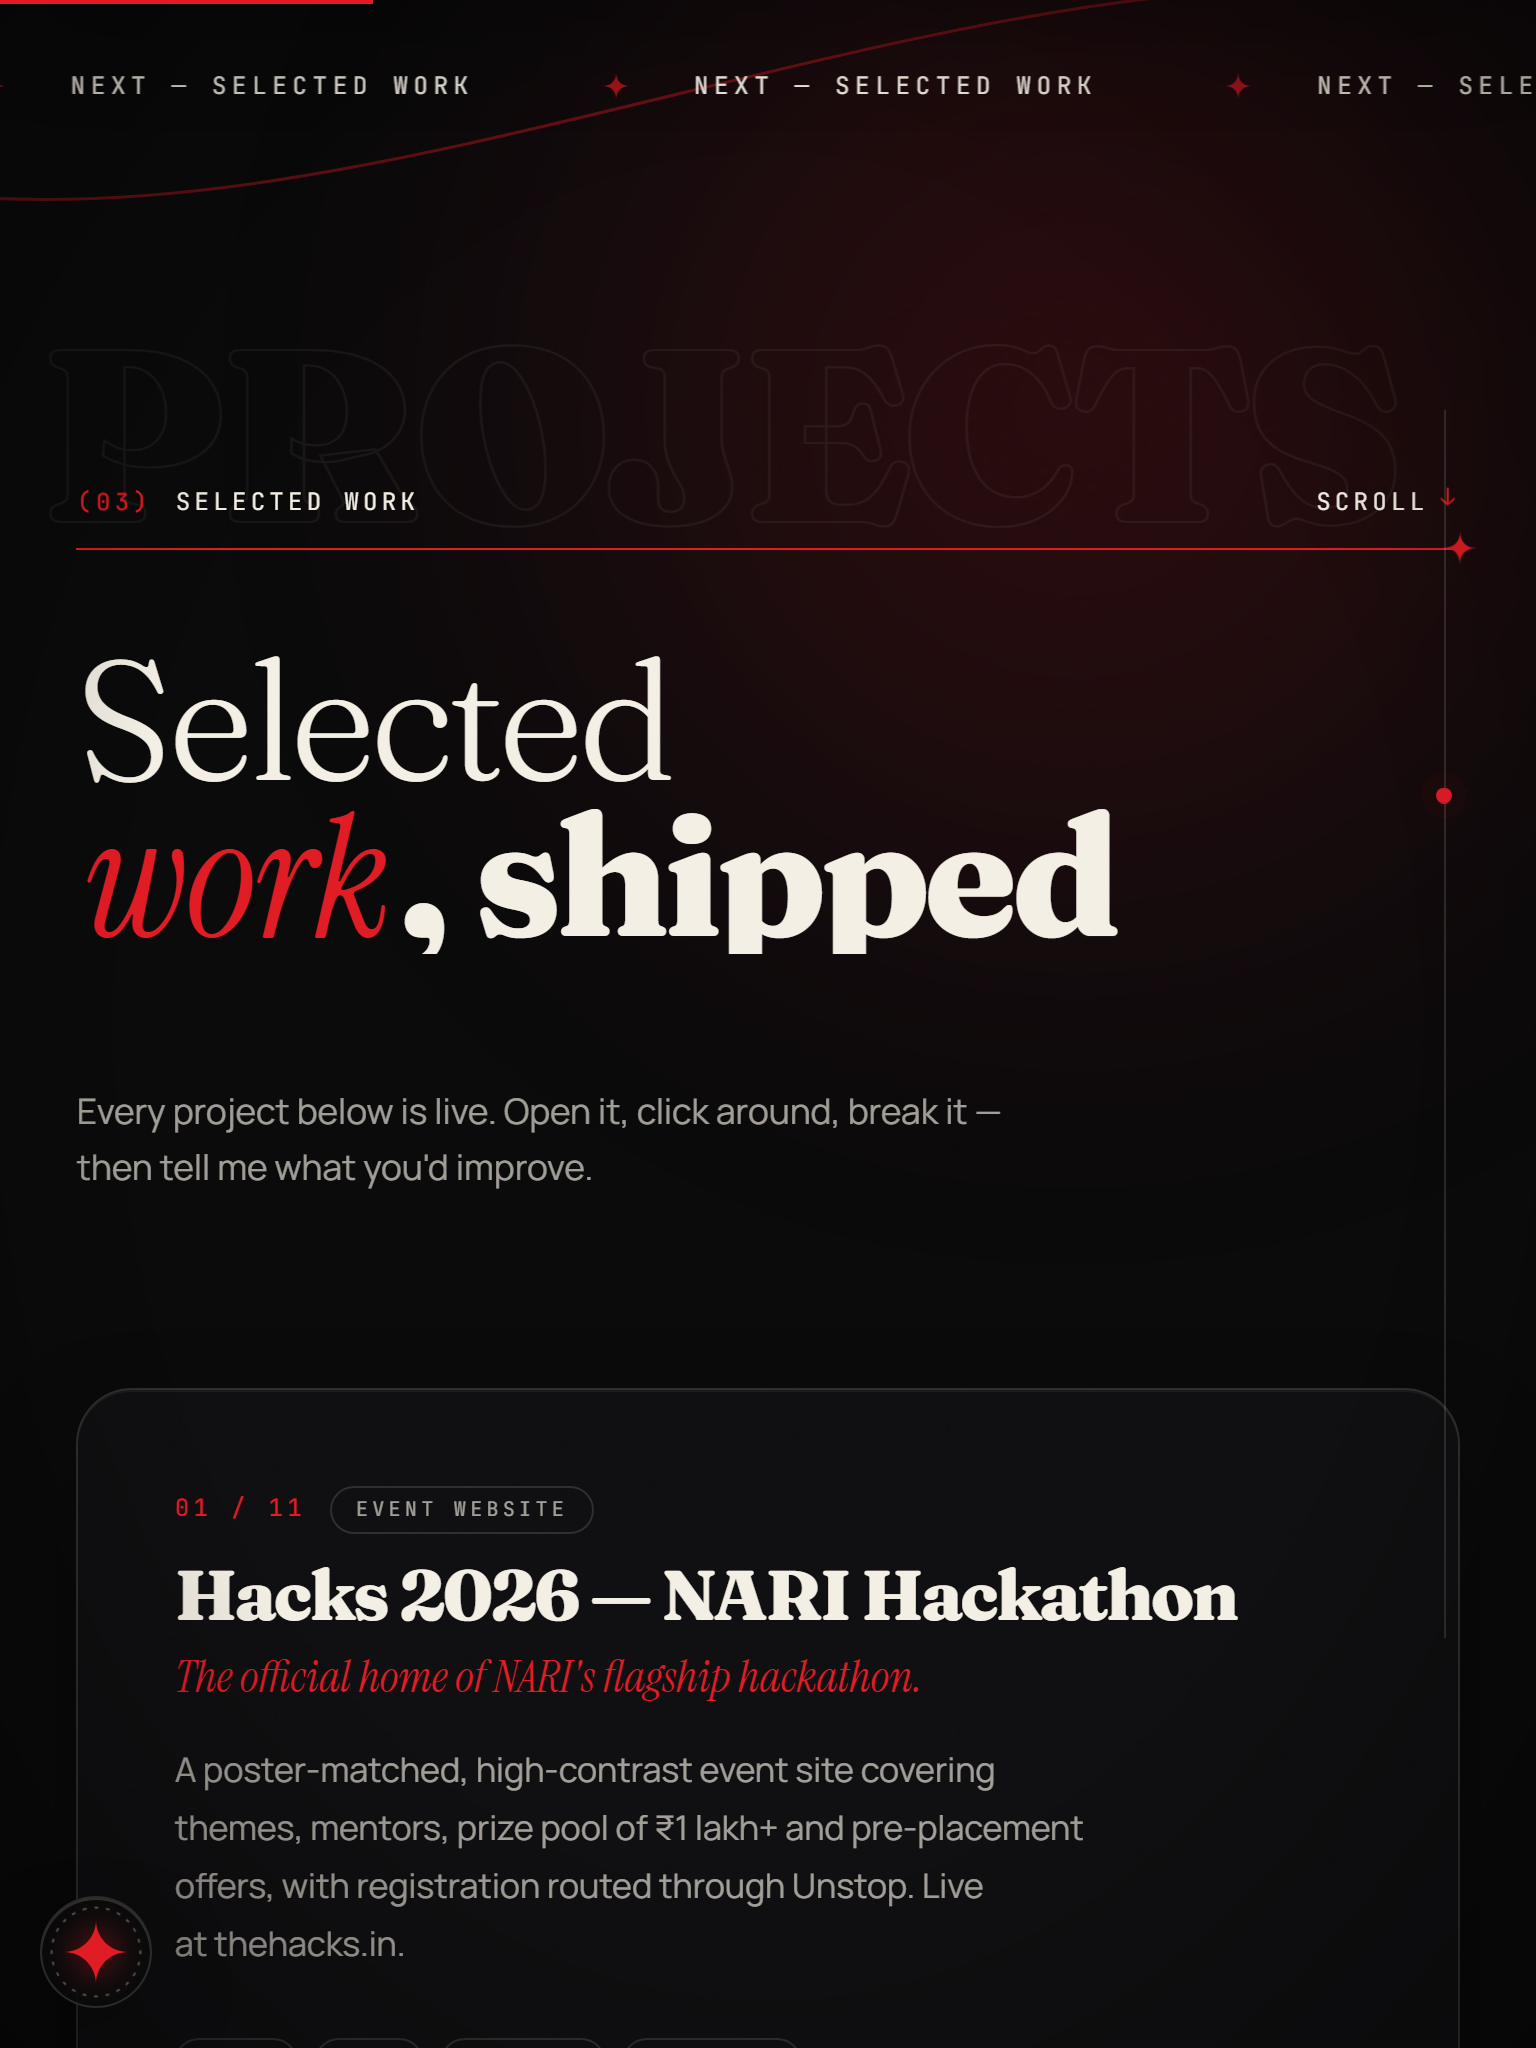 NEXT — SELECTED WORK ✦ NEXT — SELECTED WORK ✦ NEXT — SELE
PROJECTS
(03) SELECTED WORK
SCROLL ↓
Selected
work, shipped
Every project below is live. Open it, click around, break it —
then tell me what you'd improve.
01 / 11 EVENT WEBSITE
Hacks 2026 — NARI Hackathon
The official home of NARI's flagship hackathon.
A poster-matched, high-contrast event site covering
themes, mentors, prize pool of ₹1 lakh+ and pre-placement
offers, with registration routed through Unstop. Live
at thehacks.in.